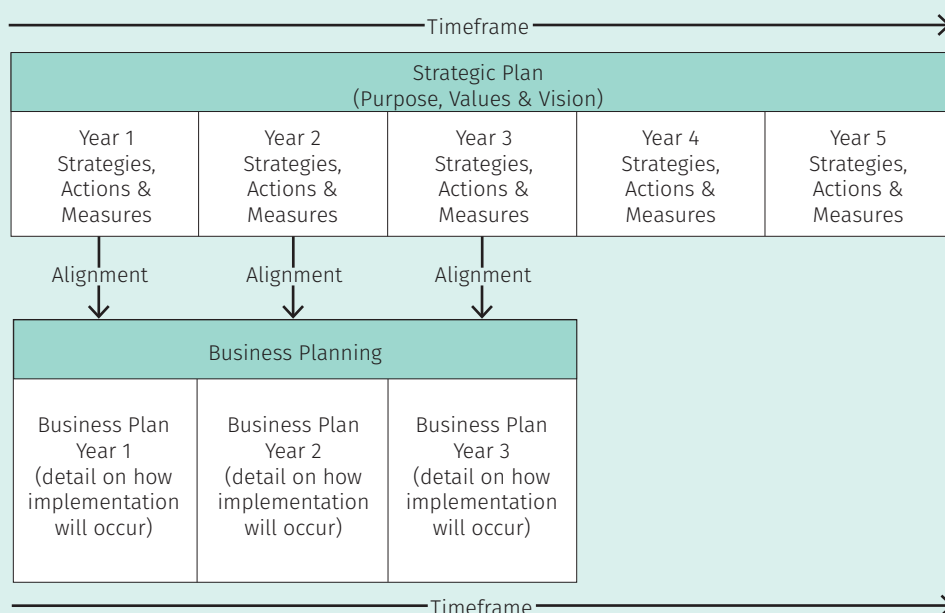 Timeframe
Strategic Plan
(Purpose, Values & Vision)
Year 1
Strategies,
Actions &
Measures
Year 2
Strategies,
Actions &
Measures
Year 3
Strategies,
Actions &
Measures
Year 4
Strategies,
Actions &
Measures
Year 5
Strategies,
Actions &
Measures
Alignment
Alignment
Alignment
Business Planning
Business Plan
Year 1
(detail on how
implementation
will occur)
Business Plan
Year 2
(detail on how
implementation
will occur)
Business Plan
Year 3
(detail on how
implementation
will occur)
Timeframe